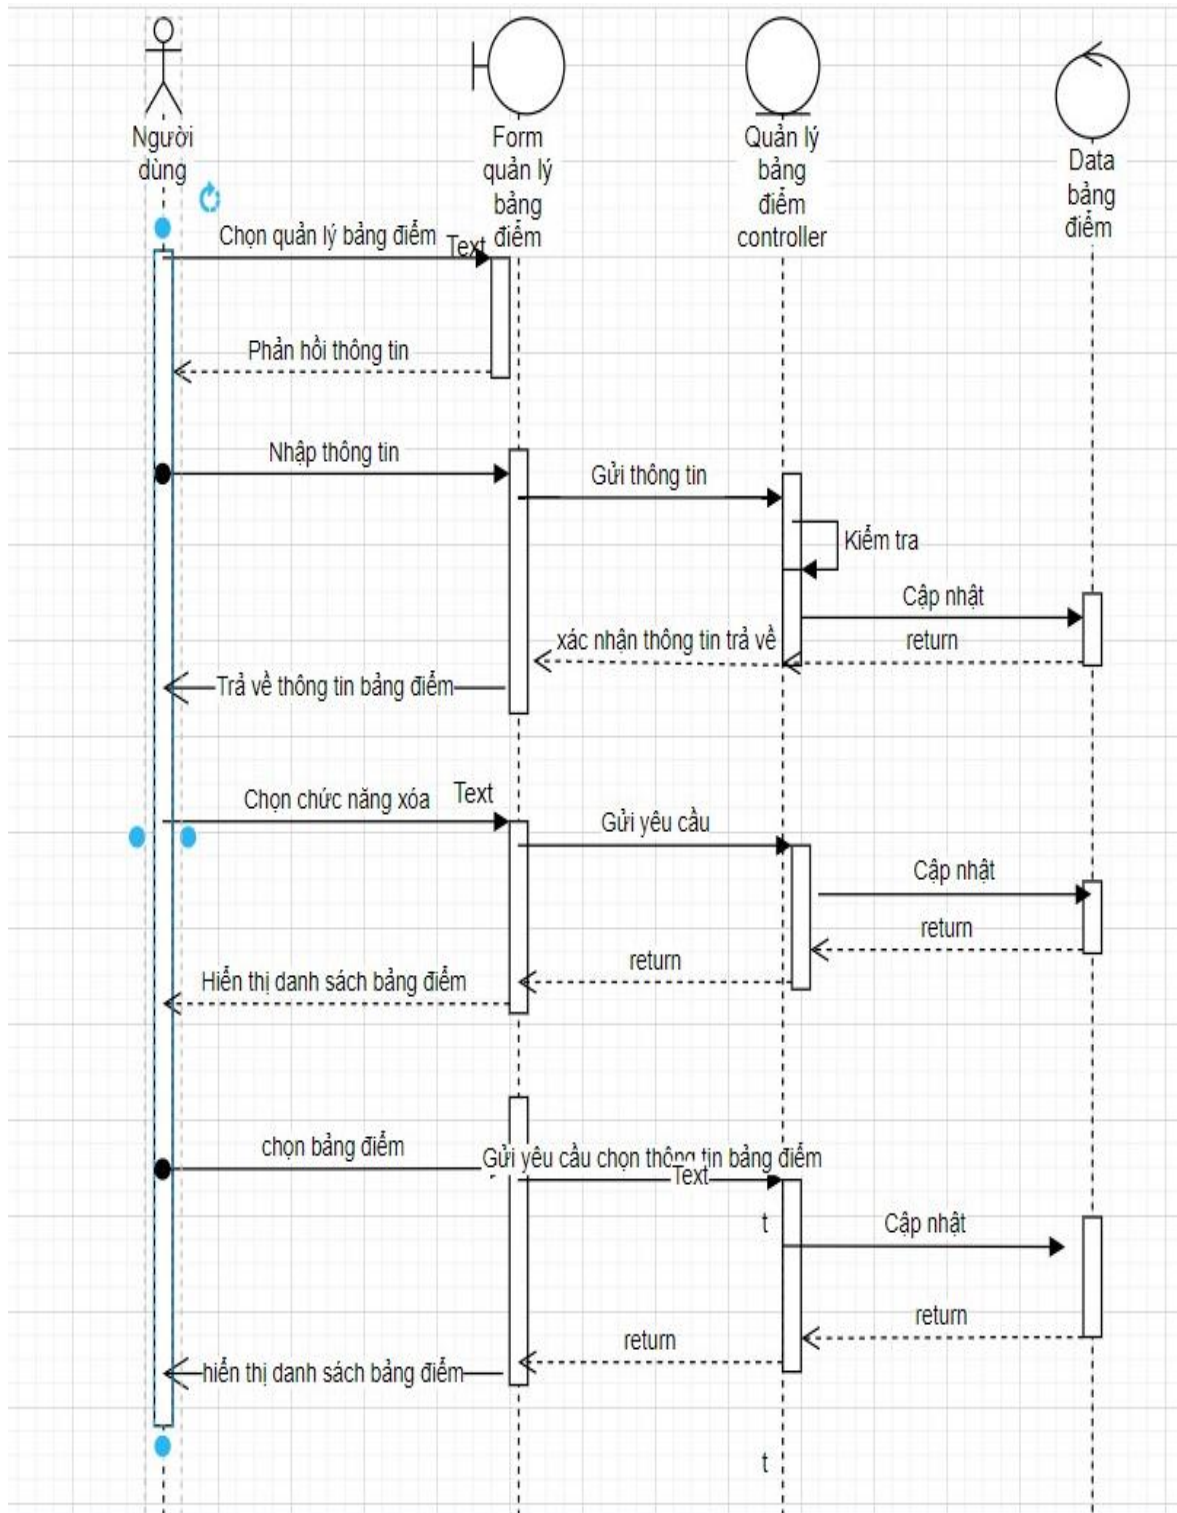 Người
dùng
Form
quản lý
bảng
điểm
Quản lý
bảng
điểm
controller
Data
bảng
điểm
Chọn quản lý bảng điểm
Text
Phản hồi thông tin
Nhập thông tin
Gửi thông tin
Kiểm tra
Cập nhật
xác nhận thông tin trả về
return
Trả về thông tin bảng điểm
Chọn chức năng xóa
Text
Gửi yêu cầu
Cập nhật
return
return
Hiển thị danh sách bảng điểm
chọn bảng điểm
Gửi yêu cầu chọn thông tin bảng điểm
Text
t
Cập nhật
return
return
hiển thị danh sách bảng điểm
t